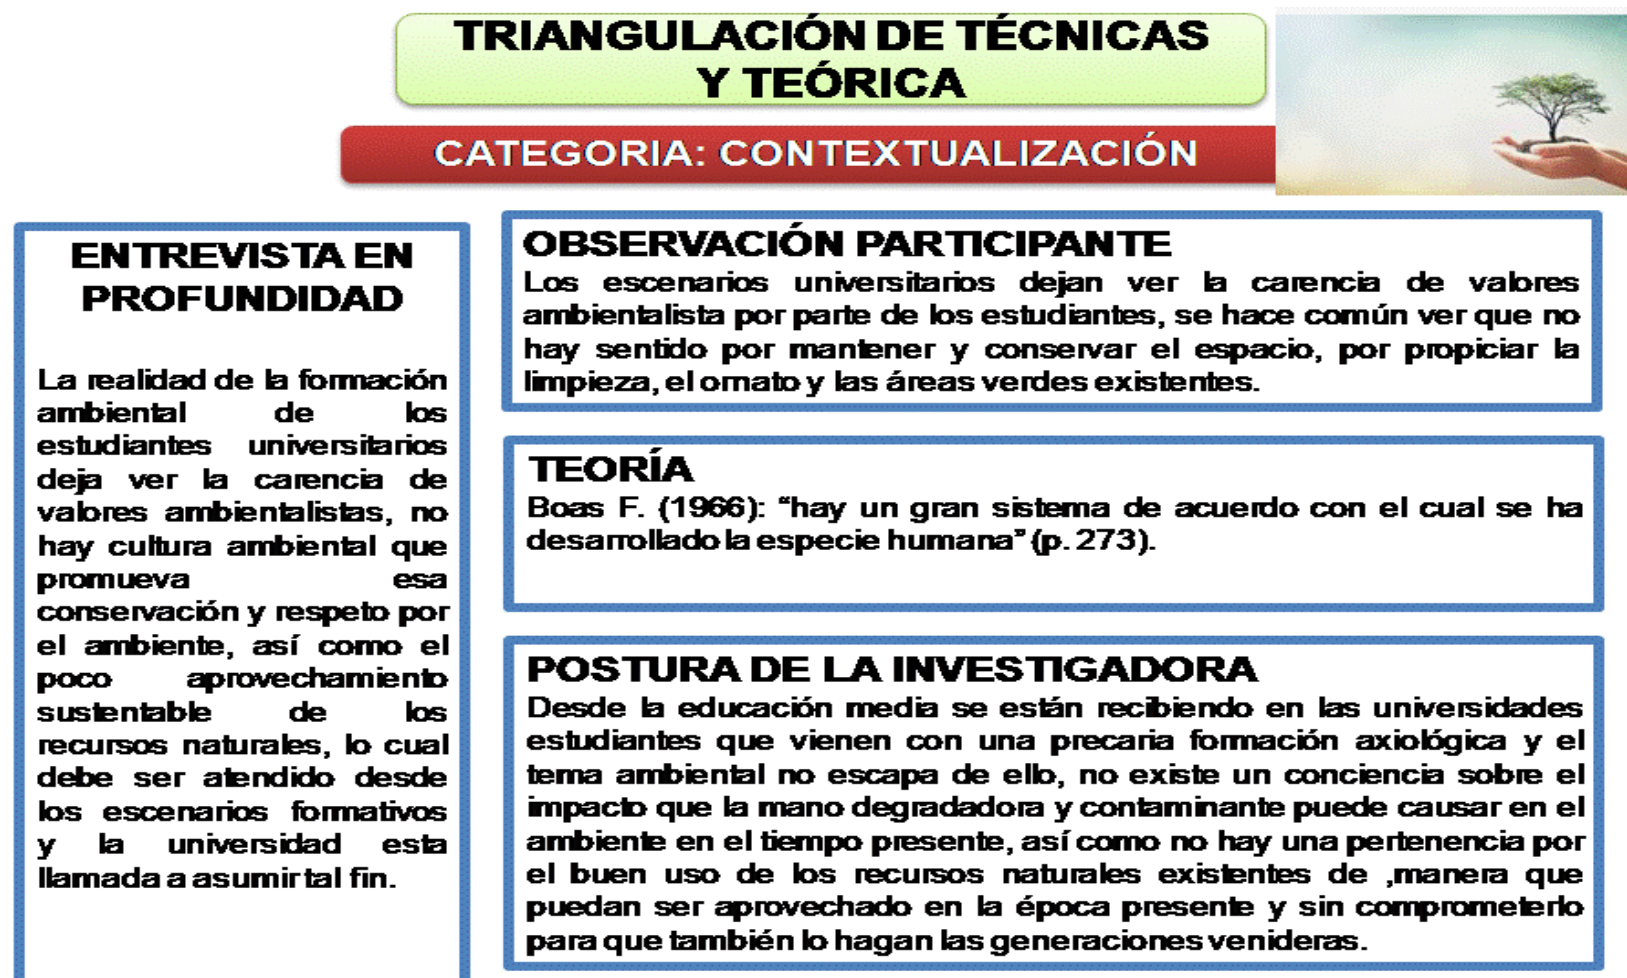 TRIANGULACIÓN DE TÉCNICAS
Y TEÓRICA
CATEGORIA: CONTEXTUALIZACIÓN
ENTREVISTA EN
PROFUNDIDAD
La realidad de la formación
ambiental de los
estudiantes universitarios
deja ver la carencia de
valores ambientalistas, no
hay cultura ambiental que
promueva esa
conservación y respeto por
el ambiente, así como el
poco aprovechamiento
sustentable de los
recursos naturales, lo cual
debe ser atendido desde
los escenarios formativos
y la universidad esta
llamada a asumir tal fin.
OBSERVACIÓN PARTICIPANTE
Los escenarios universitarios dejan ver la carencia de valores
ambientalista por parte de los estudiantes, se hace común ver que no
hay sentido por mantener y conservar el espacio, por propiciar la
limpieza, el ornato y las áreas verdes existentes.
TEORÍA
Boas F. (1966): “hay un gran sistema de acuerdo con el cual se ha
desarrollado la especie humana” (p. 273).
POSTURA DE LA INVESTIGADORA
Desde la educación media se están recibiendo en las universidades
estudiantes que vienen con una precaria formación axiológica y el
tema ambiental no escapa de ello, no existe un conciencia sobre el
impacto que la mano degradadora y contaminante puede causar en el
ambiente en el tiempo presente, así como no hay una pertenencia por
el buen uso de los recursos naturales existentes de ,manera que
puedan ser aprovechado en la época presente y sin comprometerlo
para que también lo hagan las generaciones venideras.